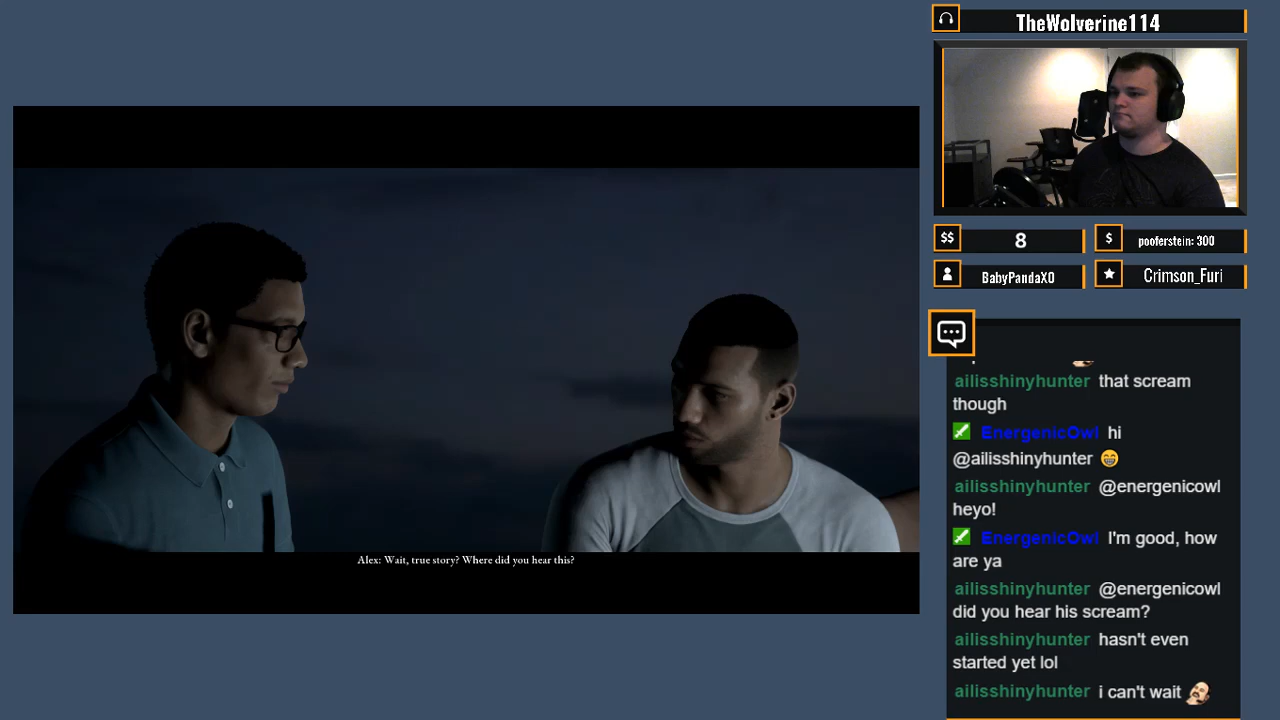 TheWolverine114
$$
8
$
pooferstein: 300
BabyPandaXO
Crimson_Furi
ailisshinyhunter that scream
though
EnergenicOwl hi
@ailisshinyhunter
ailisshinyhunter @energenicowl
heyo!
EnergenicOwl I'm good, how
are ya
ailisshinyhunter @energenicowl
did you hear his scream?
ailisshinyhunter hasn't even
started yet lol
ailisshinyhunter i can't wait
Alex: Wait, true story? Where did you hear this?